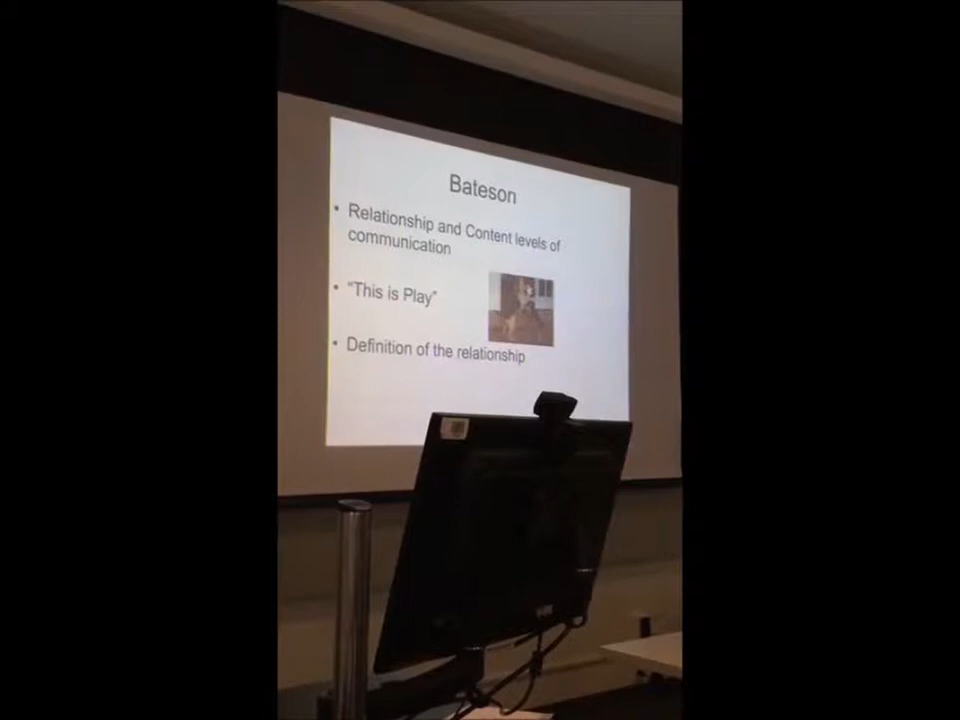 Bateson
• Relationship and Content levels of
communication
• "This is Play"
• Definition of the relationship